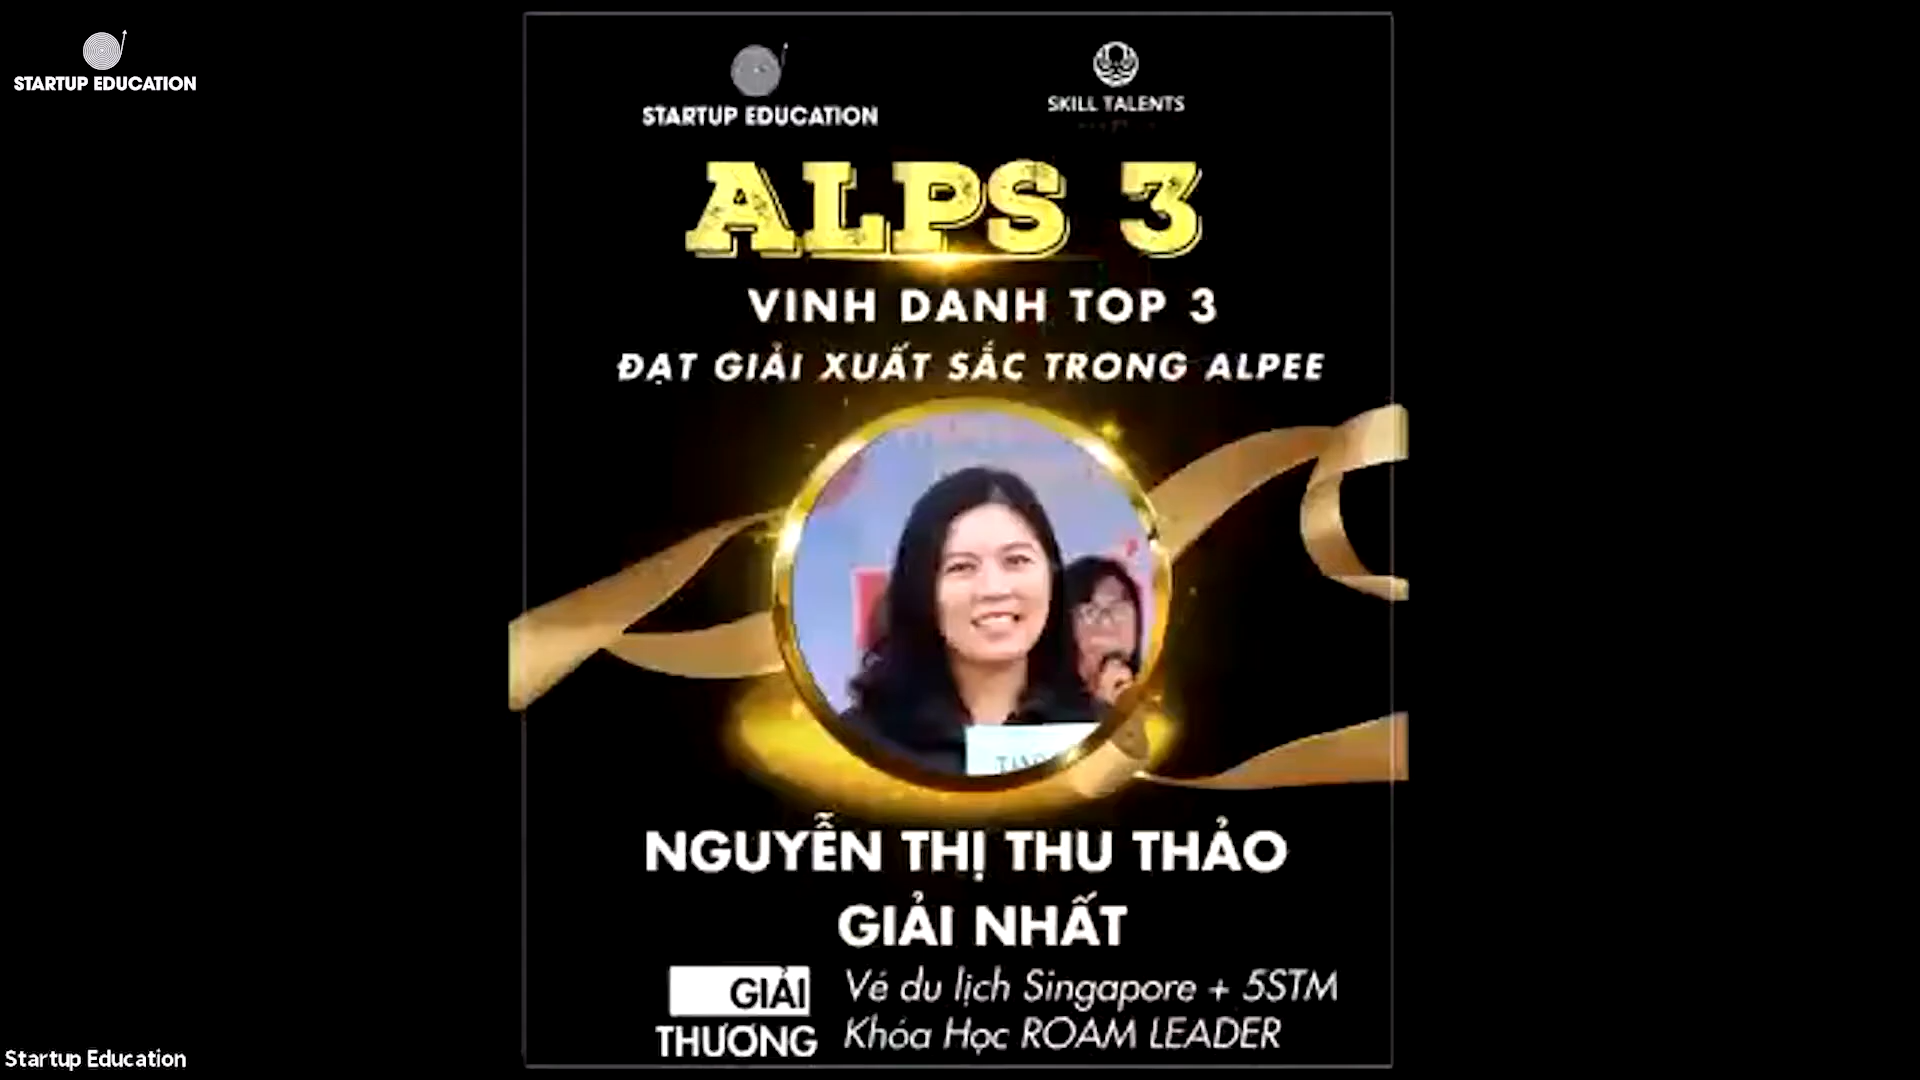 STARTUP EDUCATION
STARTUP EDUCATION
SKILL TALENTS
ALPS 3
VINH DANH TOP 3
ĐẠT GIẢI XUẤT SẮC TRONG ALPEE
NGUYỄN THỊ THU THẢO
GIẢI NHẤT
GIẢI THƯƠNG
Vé du lịch Singapore + 5STM
Khóa Học ROAM LEADER
Startup Education